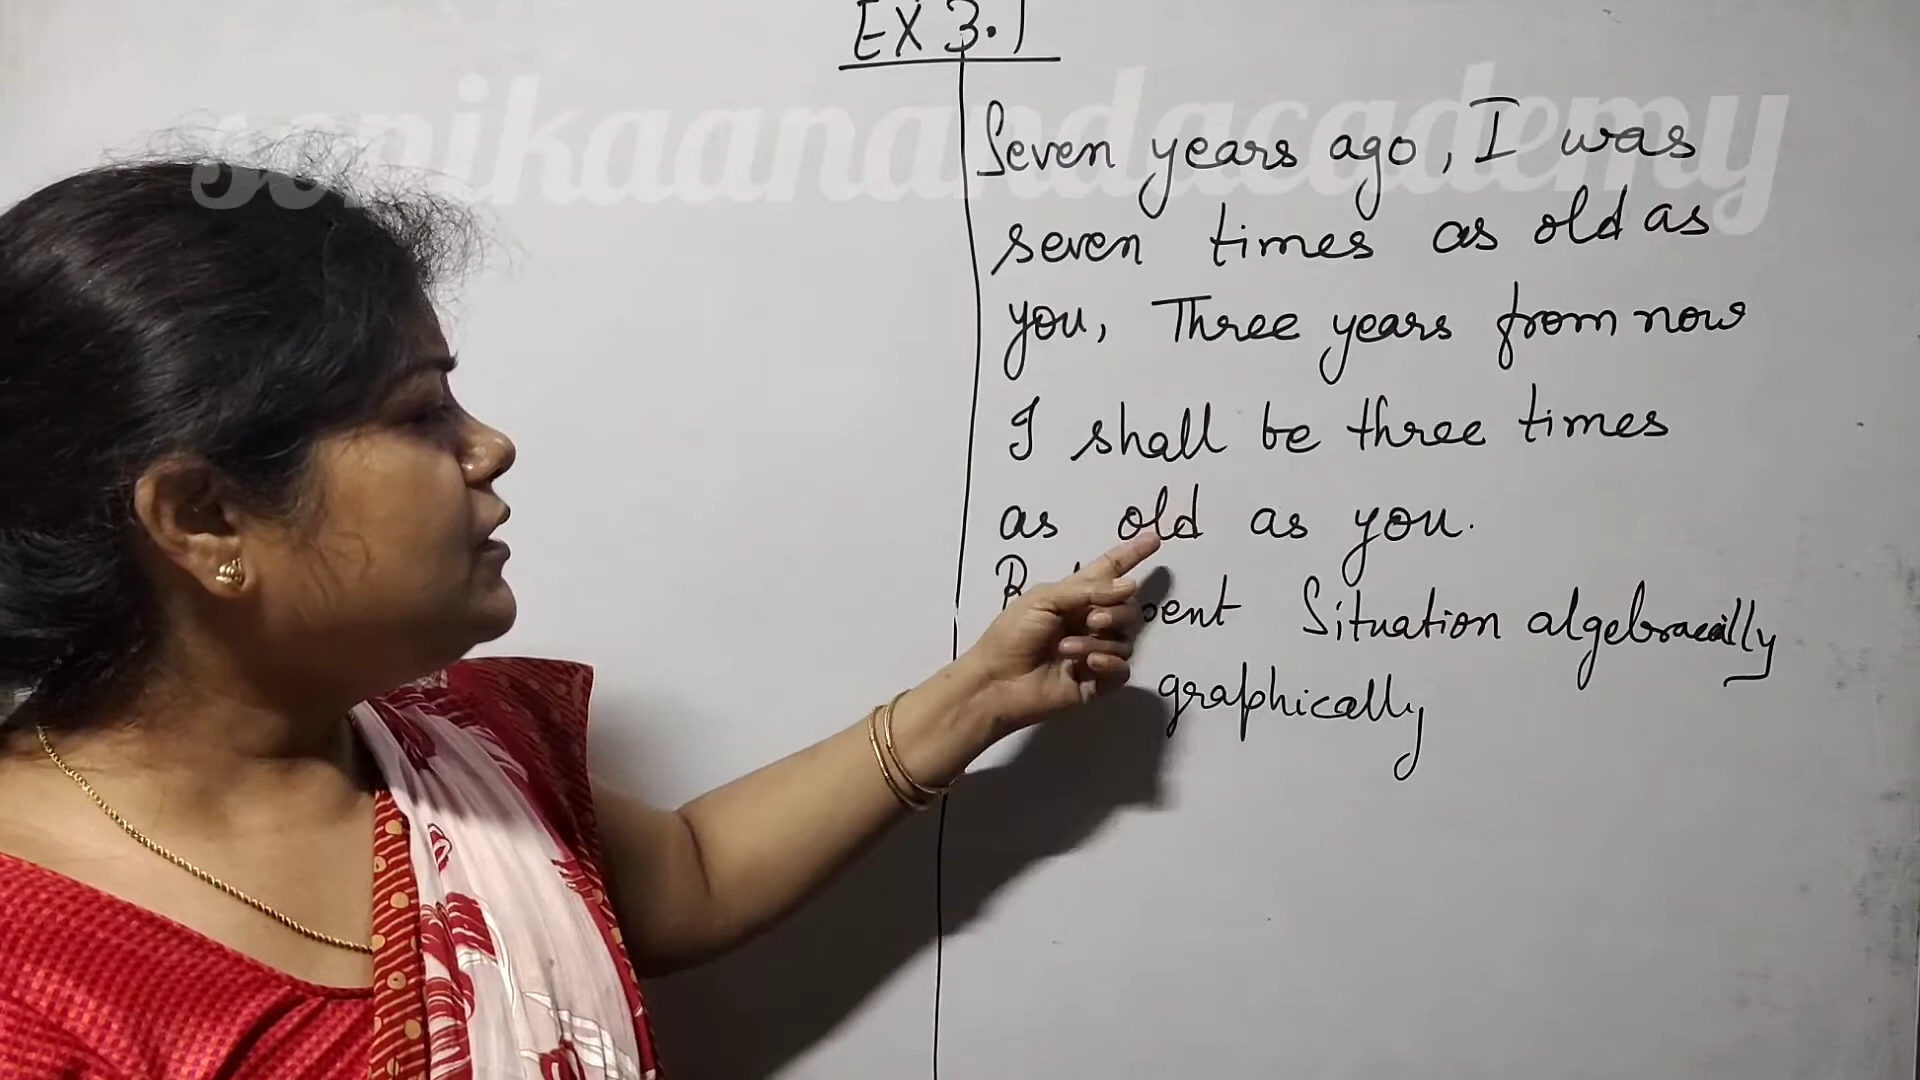 EX 3.1
sonikaanandacademy
Seven years ago, I was
seven times as old as
you, Three years from now
I shall be three times
as old as you.
Situation algebraically
graphically